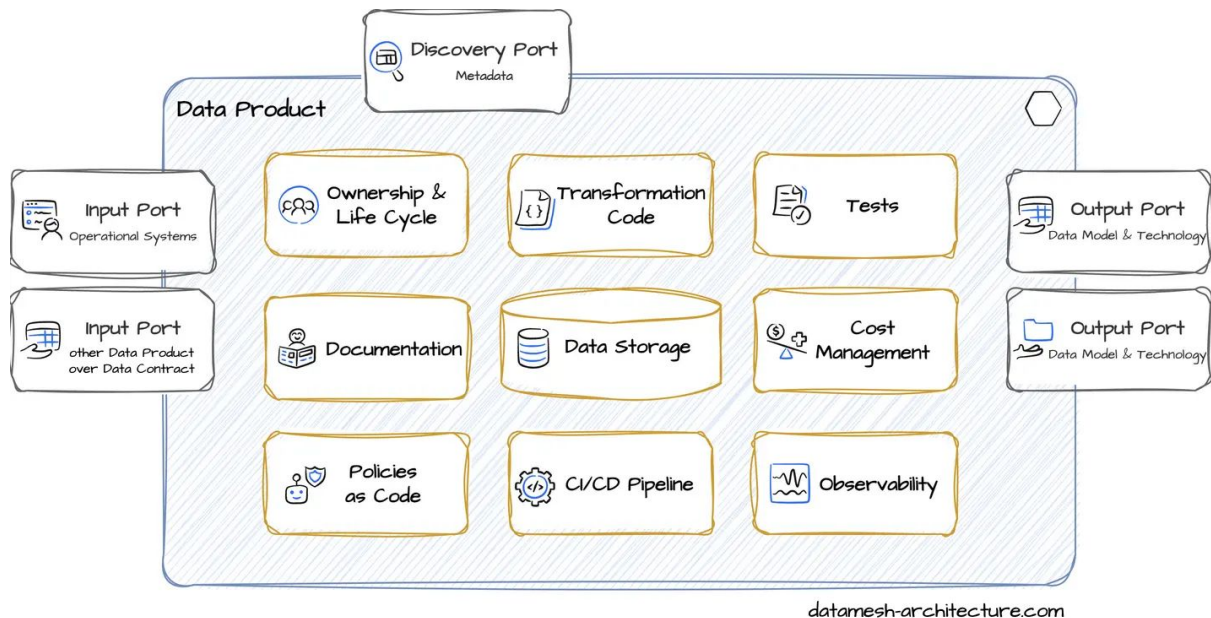 Discovery Port
Metadata
Data Product
Input Port
Operational Systems
Input Port
other Data Product
over Data Contract
Ownership &
Life Cycle
Transformation
Code
{ }
Tests
Documentation
Data Storage
$
Cost
Management
Policies
as Code
</>
CI/CD Pipeline
Observability
Output Port
Data Model & Technology
Output Port
Data Model & Technology
datamesh-architecture.com